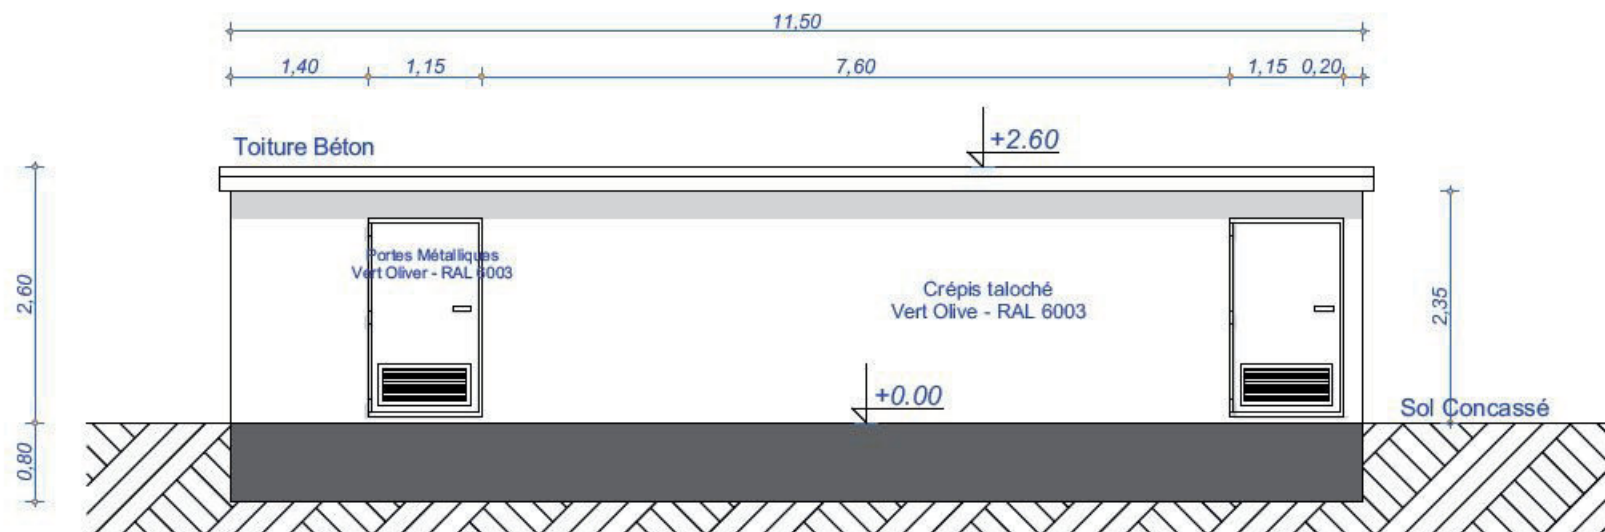 11,50
1,40 1,15 7,60 1,15 0,20
Toiture Béton
+2.60
Portes Métalliques
Vert Oliver - RAL 6003
Crépis taloché
Vert Olive - RAL 6003
2,60
2,35
+0.00
Sol Concassé
0,80